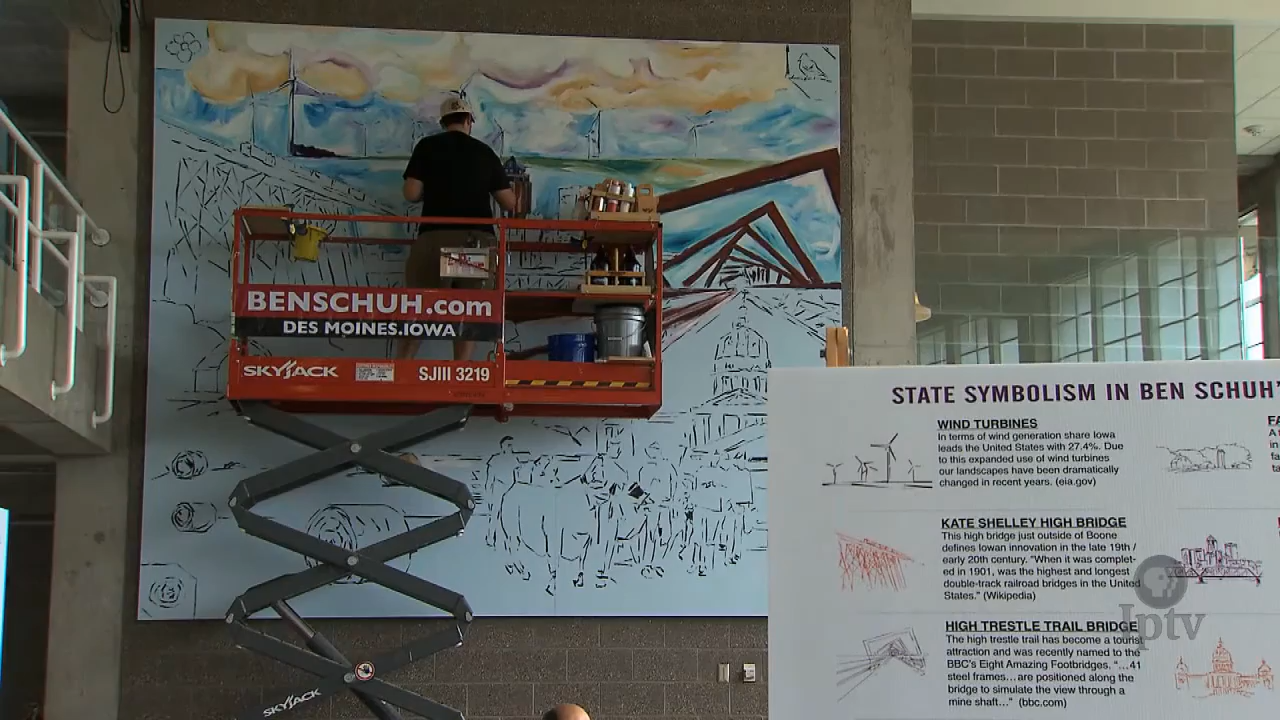 BENSCHUH.com
DES MOINES.IOWA
SKYJACK
SJIII 3219
SKYJACK
STATE SYMBOLISM IN BEN SCHUH'
WIND TURBINES
In terms of wind generation share Iowa
leads the United States with 27.4%. Due
to this expanded use of wind turbines
our landscapes have been dramatically
changed in recent years. (eia.gov)
KATE SHELLEY HIGH BRIDGE
This high bridge just outside of Boone
defines Iowan innovation in the late 19th /
early 20th century. "When it was complet-
ed in 1901, was the highest and longest
double-track railroad bridges in the United
States." (Wikipedia)
HIGH TRESTLE TRAIL BRIDGE
The high trestle trail has become a tourist
attraction and was recently named to the
BBC's Eight Amazing Footbridges. "...41
steel frames... are positioned along the
bridge to simulate the view through a
mine shaft..." (bbc.com)
Iptv